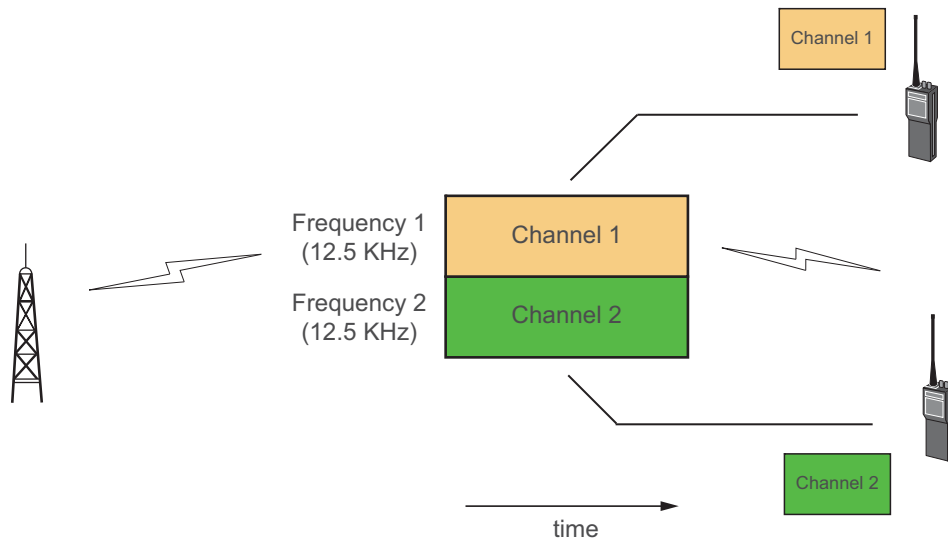 Channel 1
Frequency 1
(12.5 KHz)
Channel 1
Frequency 2
(12.5 KHz)
Channel 2
Channel 2
time